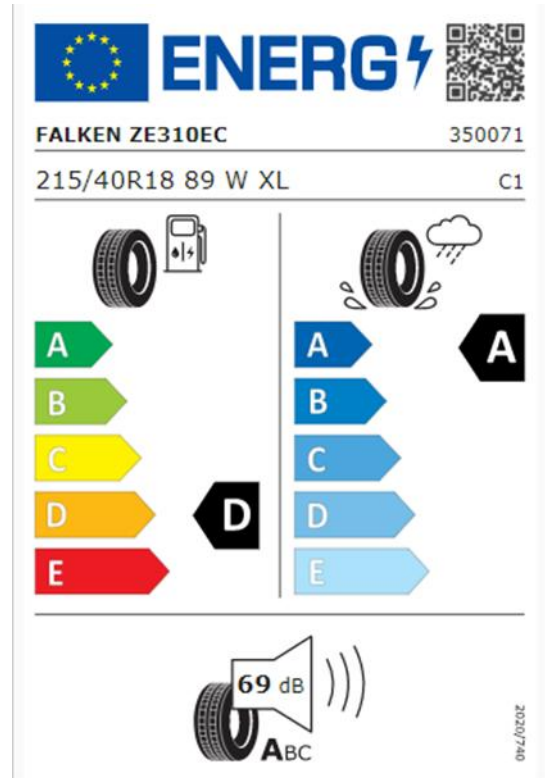 ENERG
FALKEN ZE310EC 350071
215/40R18 89 W XL C1
A A A
B B
C C
D D D
E E
69 dB
ABC
2020/740